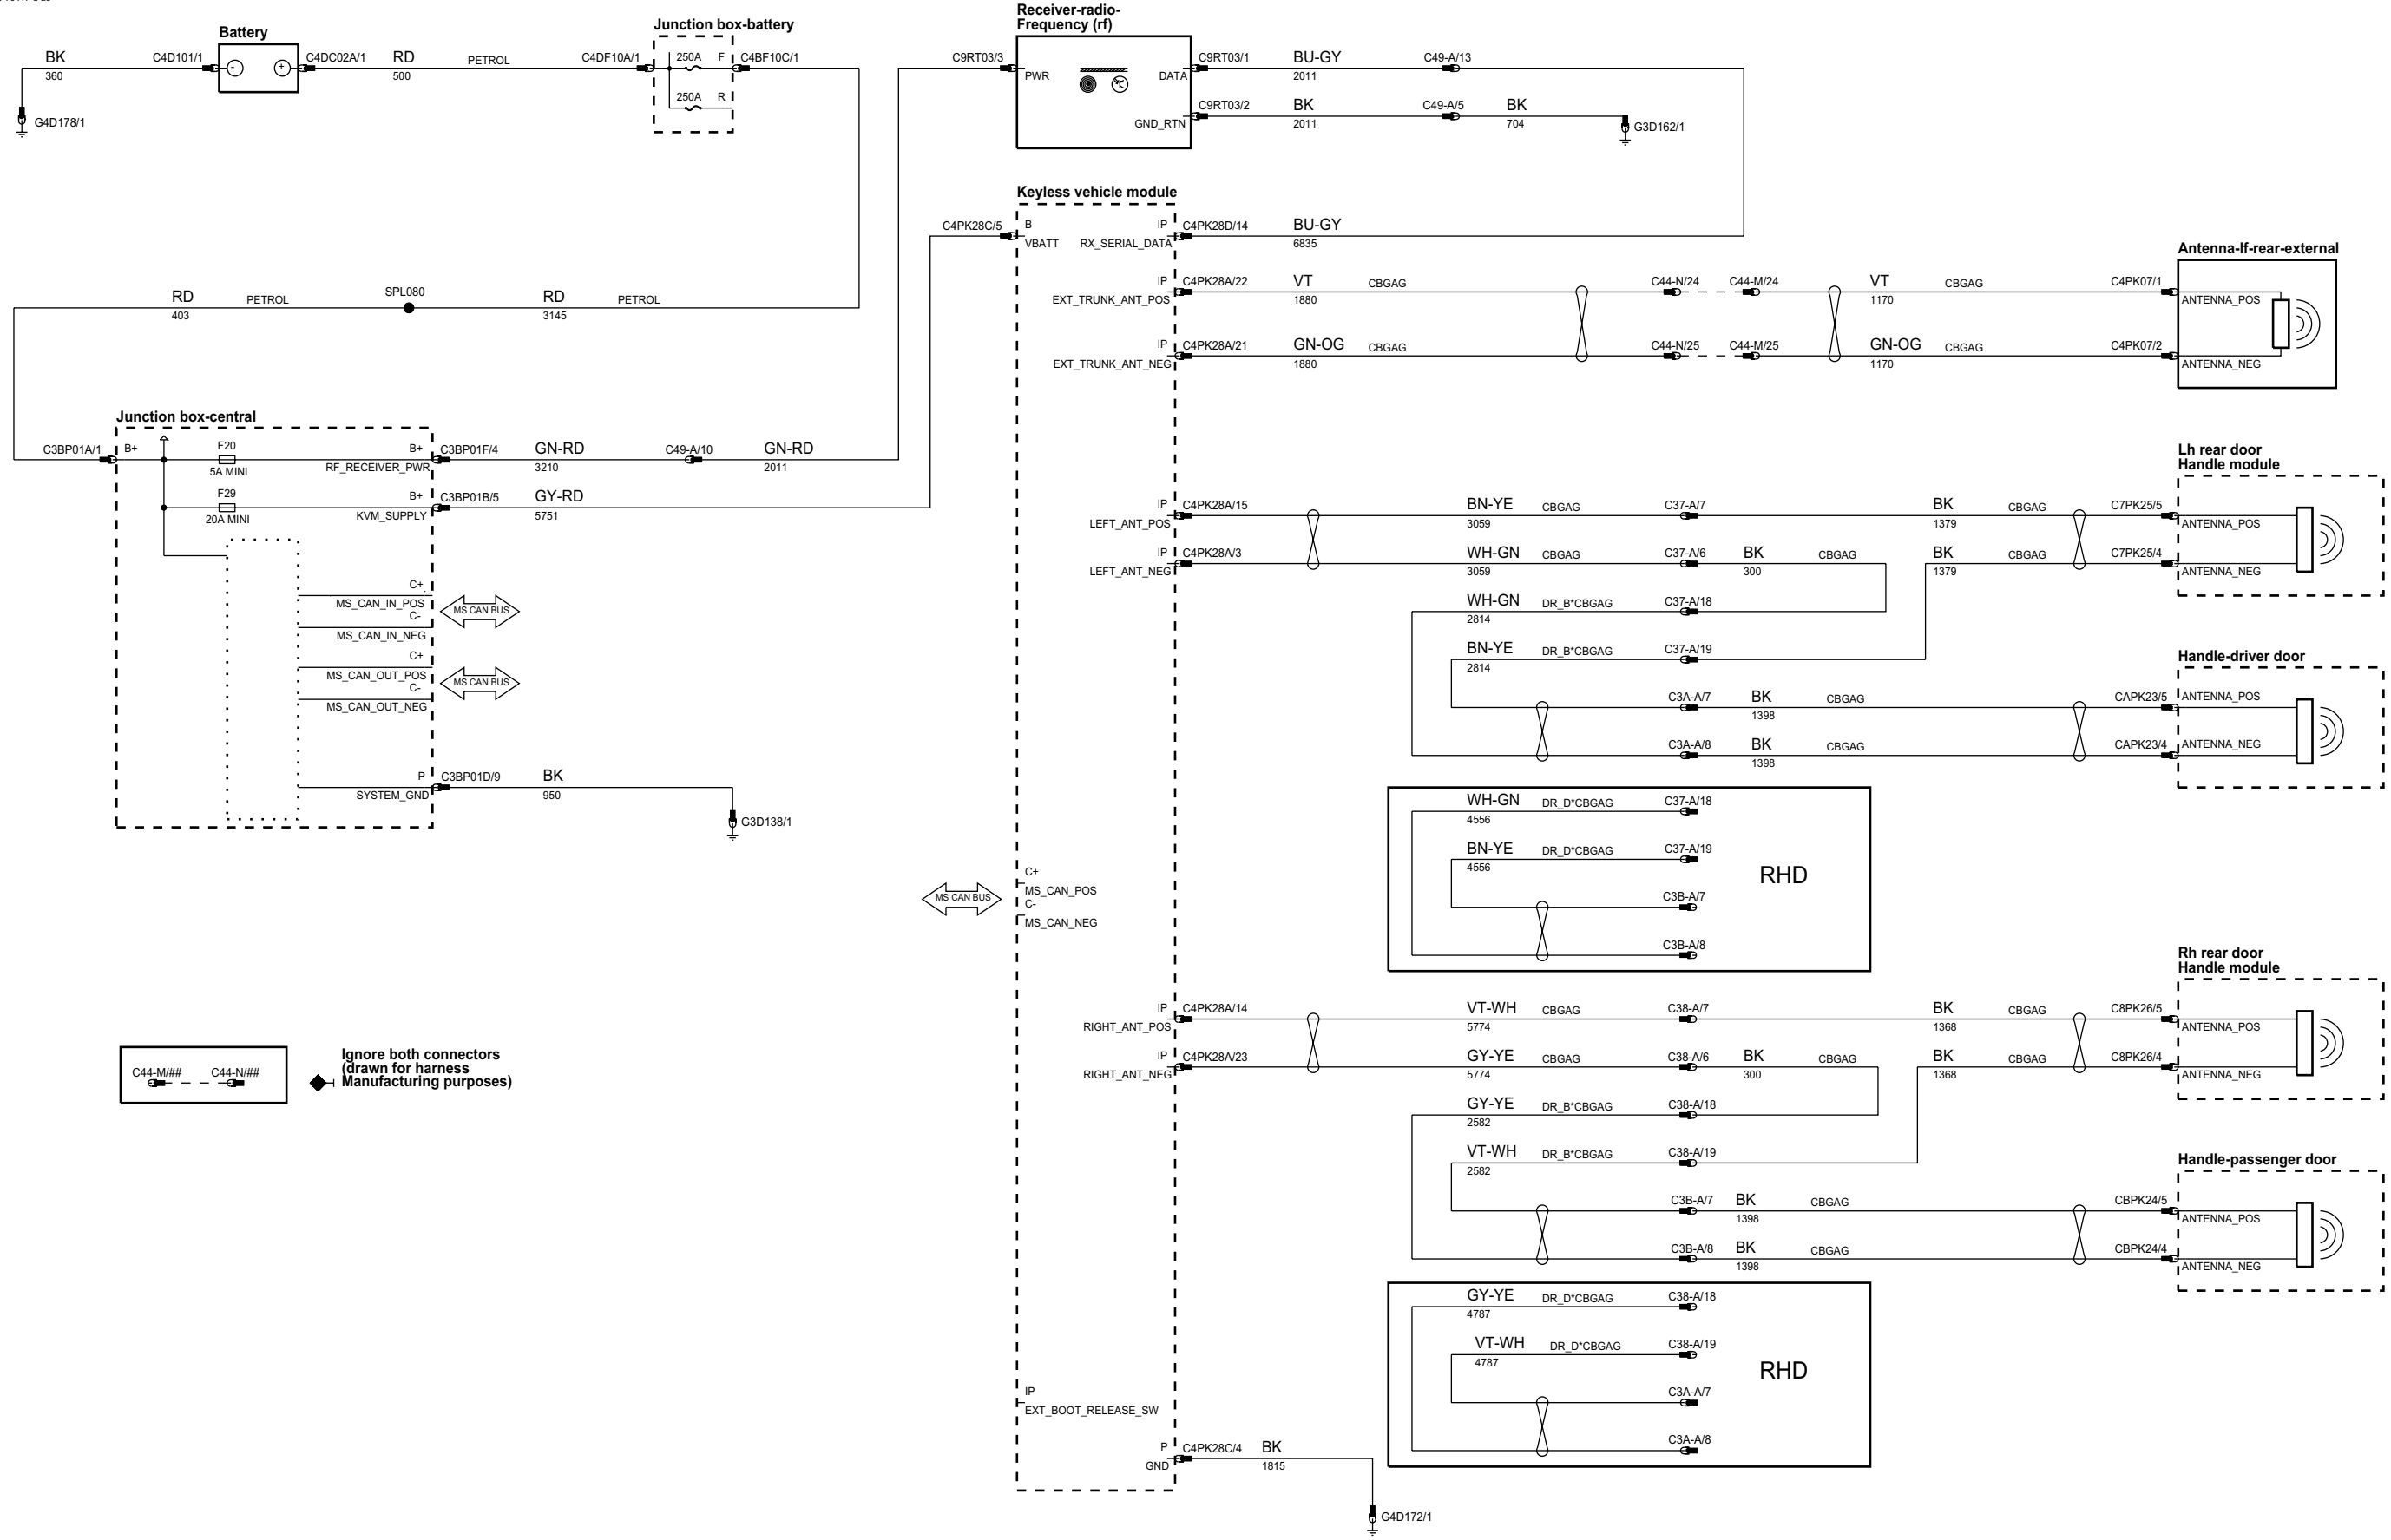 Battery
BK
360
C4D101/1
-
+
C4DC02A/1
RD
500
PETROL
G4D178/1
Junction box-battery
C4DF10A/1
250A F
250A R
C4BF10C/1
RD
403
PETROL
SPL080
RD
3145
PETROL
Receiver-radio-
Frequency (rf)
C9RT03/3
PWR
DATA
GND_RTN
C9RT03/1
BU-GY
2011
C49-A/13
C9RT03/2
BK
2011
C49-A/5
BK
704
G3D162/1
Junction box-central
C3BP01A/1
B+
F20
5A MINI
B+
RF_RECEIVER_PWR
C3BP01F/4
GN-RD
3210
C49-A/10
GN-RD
2011
F29
20A MINI
B+
KVM_SUPPLY
C3BP01B/5
GY-RD
5751
C+
MS_CAN_IN_POS
C-
MS_CAN_IN_NEG
MS CAN BUS
C+
MS_CAN_OUT_POS
C-
MS_CAN_OUT_NEG
MS CAN BUS
P
SYSTEM_GND
C3BP01D/9
BK
950
G3D138/1
C44-M/##
C44-N/##
Ignore both connectors
(drawn for harness
Manufacturing purposes)
Keyless vehicle module
C4PK28C/5
B
VBATT
IP
RX_SERIAL_DATA
C4PK28D/14
BU-GY
6835
IP
EXT_TRUNK_ANT_POS
C4PK28A/22
VT
1880
CBGAG
C44-N/24
C44-M/24
VT
1170
CBGAG
C4PK07/1
IP
EXT_TRUNK_ANT_NEG
C4PK28A/21
GN-OG
1880
CBGAG
C44-N/25
C44-M/25
GN-OG
1170
CBGAG
C4PK07/2
Antenna-lf-rear-external
ANTENNA_POS
ANTENNA_NEG
IP
LEFT_ANT_POS
C4PK28A/15
BN-YE
3059
CBGAG
C37-A/7
BK
1379
CBGAG
C7PK25/5
IP
LEFT_ANT_NEG
C4PK28A/3
WH-GN
3059
CBGAG
C37-A/6
BK
300
CBGAG
BK
1379
CBGAG
C7PK25/4
Lh rear door
Handle module
ANTENNA_POS
ANTENNA_NEG
WH-GN
2814
DR_B*CBGAG
C37-A/18
BN-YE
2814
DR_B*CBGAG
C37-A/19
C3A-A/7
BK
1398
CBGAG
CAPK23/5
C3A-A/8
BK
1398
CBGAG
CAPK23/4
Handle-driver door
ANTENNA_POS
ANTENNA_NEG
WH-GN
4556
DR_D*CBGAG
C37-A/18
BN-YE
4556
DR_D*CBGAG
C37-A/19
C3B-A/7
C3B-A/8
RHD
MS CAN BUS
C+
MS_CAN_POS
C-
MS_CAN_NEG
IP
RIGHT_ANT_POS
C4PK28A/14
VT-WH
5774
CBGAG
C38-A/7
BK
1368
CBGAG
C8PK26/5
IP
RIGHT_ANT_NEG
C4PK28A/23
GY-YE
5774
CBGAG
C38-A/6
BK
300
CBGAG
BK
1368
CBGAG
C8PK26/4
Rh rear door
Handle module
ANTENNA_POS
ANTENNA_NEG
GY-YE
2582
DR_B*CBGAG
C38-A/18
VT-WH
2582
DR_B*CBGAG
C38-A/19
C3B-A/7
BK
1398
CBGAG
CBPK24/5
C3B-A/8
BK
1398
CBGAG
CBPK24/4
Handle-passenger door
ANTENNA_POS
ANTENNA_NEG
GY-YE
4787
DR_D*CBGAG
C38-A/18
VT-WH
4787
DR_D*CBGAG
C38-A/19
C3A-A/7
C3A-A/8
RHD
IP
EXT_BOOT_RELEASE_SW
P
GND
C4PK28C/4
BK
1815
G4D172/1